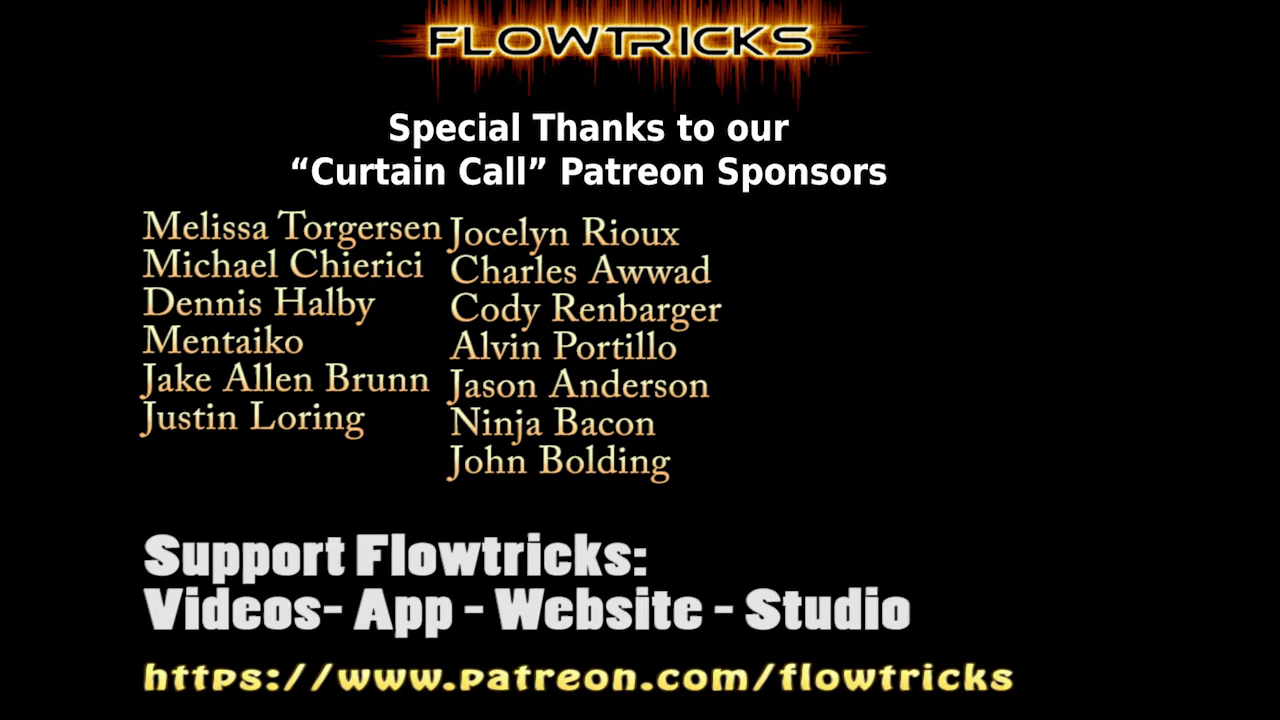 FLOWTRICKS
Special Thanks to our
“Curtain Call” Patreon Sponsors
Melissa Torgersen
Michael Chierici
Dennis Halby
Mentaiko
Jake Allen Brunn
Justin Loring
Jocelyn Rioux
Charles Awwad
Cody Renbarger
Alvin Portillo
Jason Anderson
Ninja Bacon
John Bolding
Support Flowtricks:
Videos- App - Website - Studio
https://www.patreon.com/flowtricks